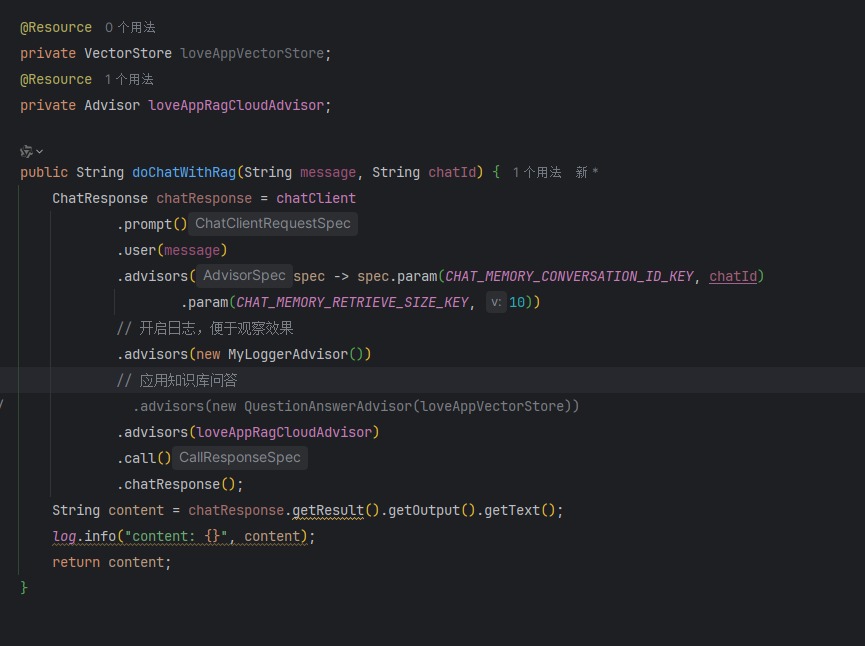 @Resource 0 个用法
private VectorStore loveAppVectorStore;
@Resource 1 个用法
private Advisor loveAppRagCloudAdvisor;
public String doChatWithRag(String message, String chatId) { 1 个用法 新 *
ChatResponse chatResponse = chatClient
.prompt() ChatClientRequestSpec
.user(message)
.advisors( AdvisorSpec spec -> spec.param(CHAT_MEMORY_CONVERSATION_ID_KEY, chatId)
.param(CHAT_MEMORY_RETRIEVE_SIZE_KEY, v: 10))
// 开启日志，便于观察效果
.advisors(new MyLoggerAdvisor())
// 应用知识库问答
.advisors(new QuestionAnswerAdvisor(loveAppVectorStore))
.advisors(loveAppRagCloudAdvisor)
.call() CallResponseSpec
.chatResponse();
String content = chatResponse.getResult().getOutput().getText();
log.info("content: {}", content);
return content;
}